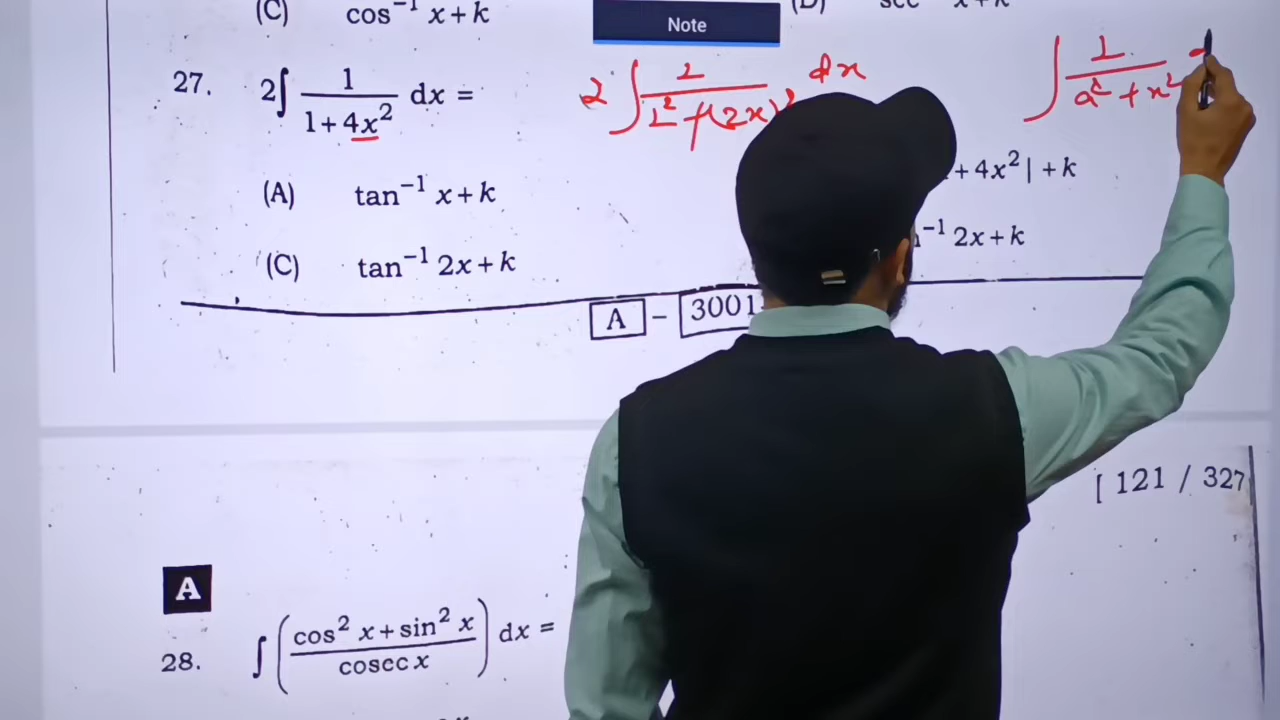 (C) cos⁻¹ x + k
Note
27. 2∫ 1/(1 + 4x²) dx =
2 ∫ 1/(1² + (2x)²) dx
∫ 1/(a² + x²)
(A) tan⁻¹ x + k
+ 4x² | + k
(C) tan⁻¹ 2x + k
⁻¹ 2x + k
A – 3001
[ 121 / 327
A
28. ∫ ( (cos² x + sin² x)/(cosec x) ) dx =